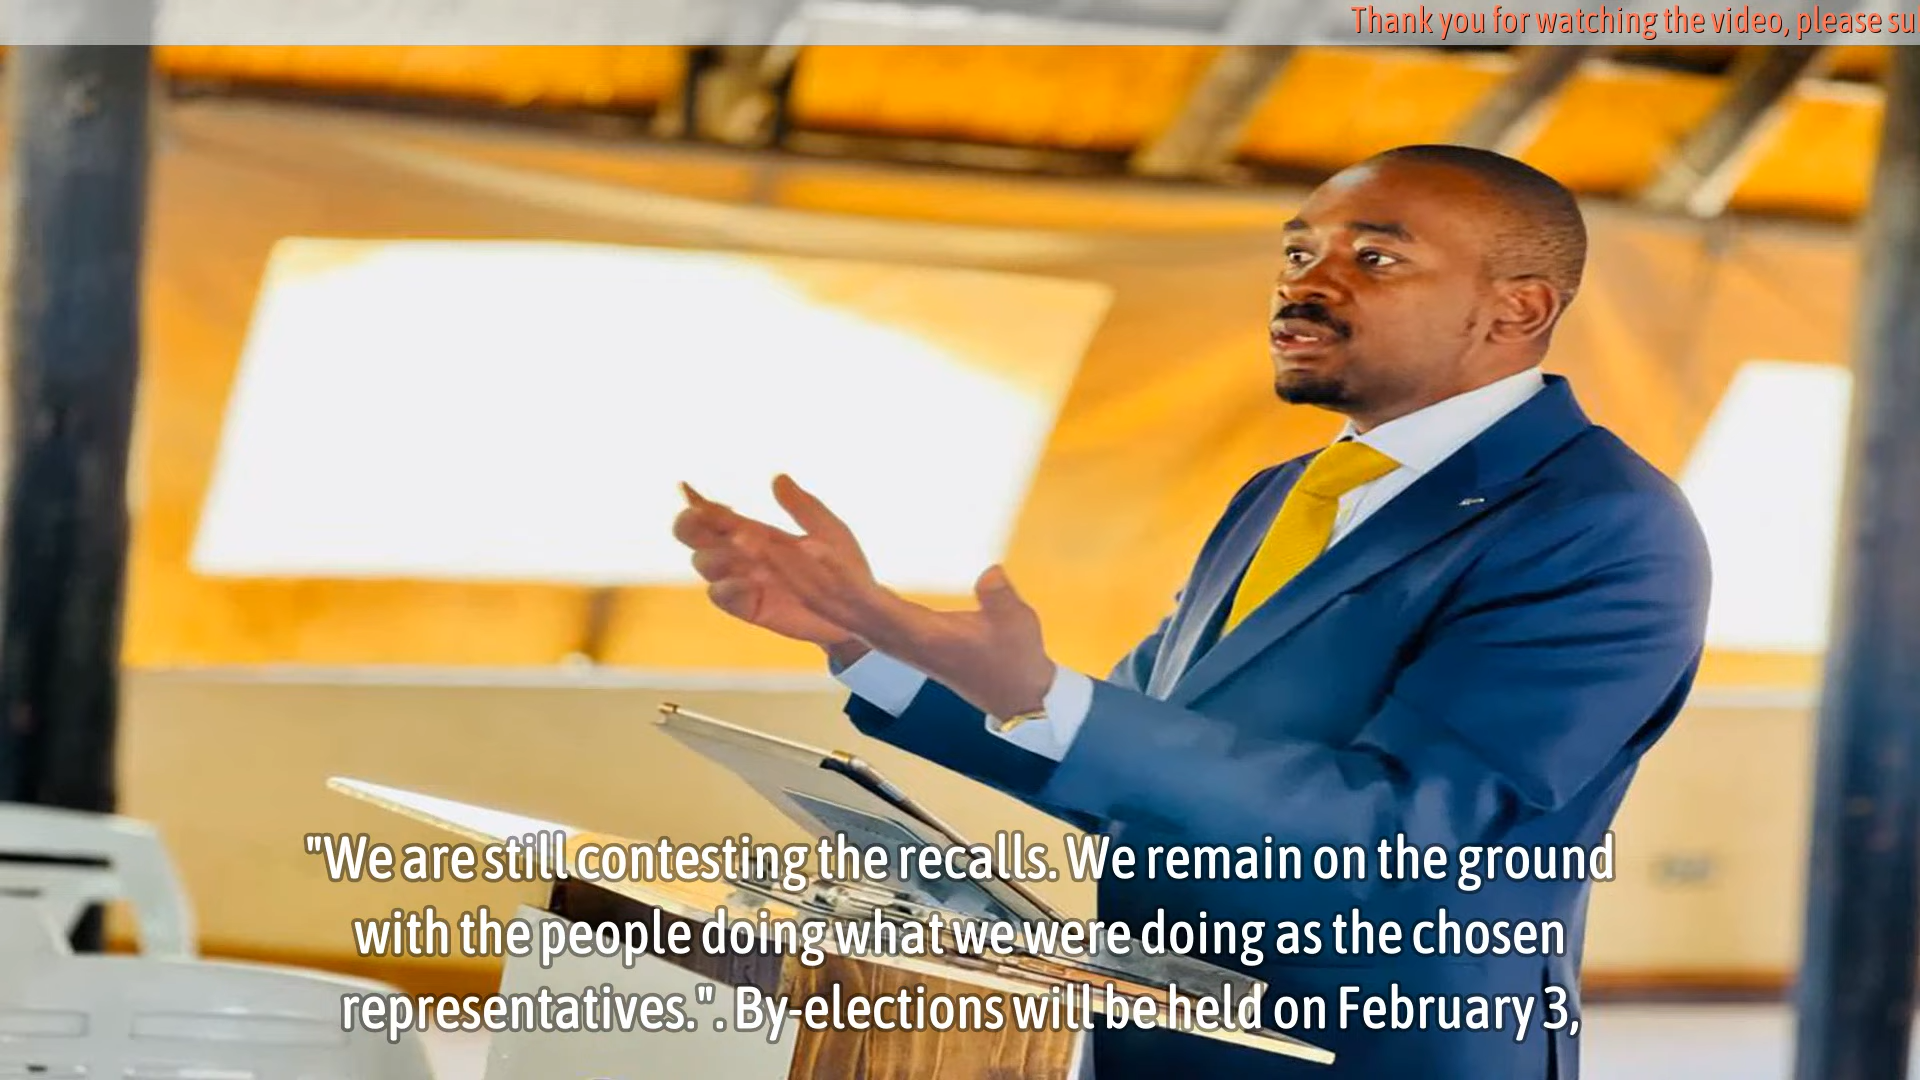 Thank you for watching the video, please su
"We are still contesting the recalls. We remain on the ground
with the people doing what we were doing as the chosen
representatives.". By-elections will be held on February 3,